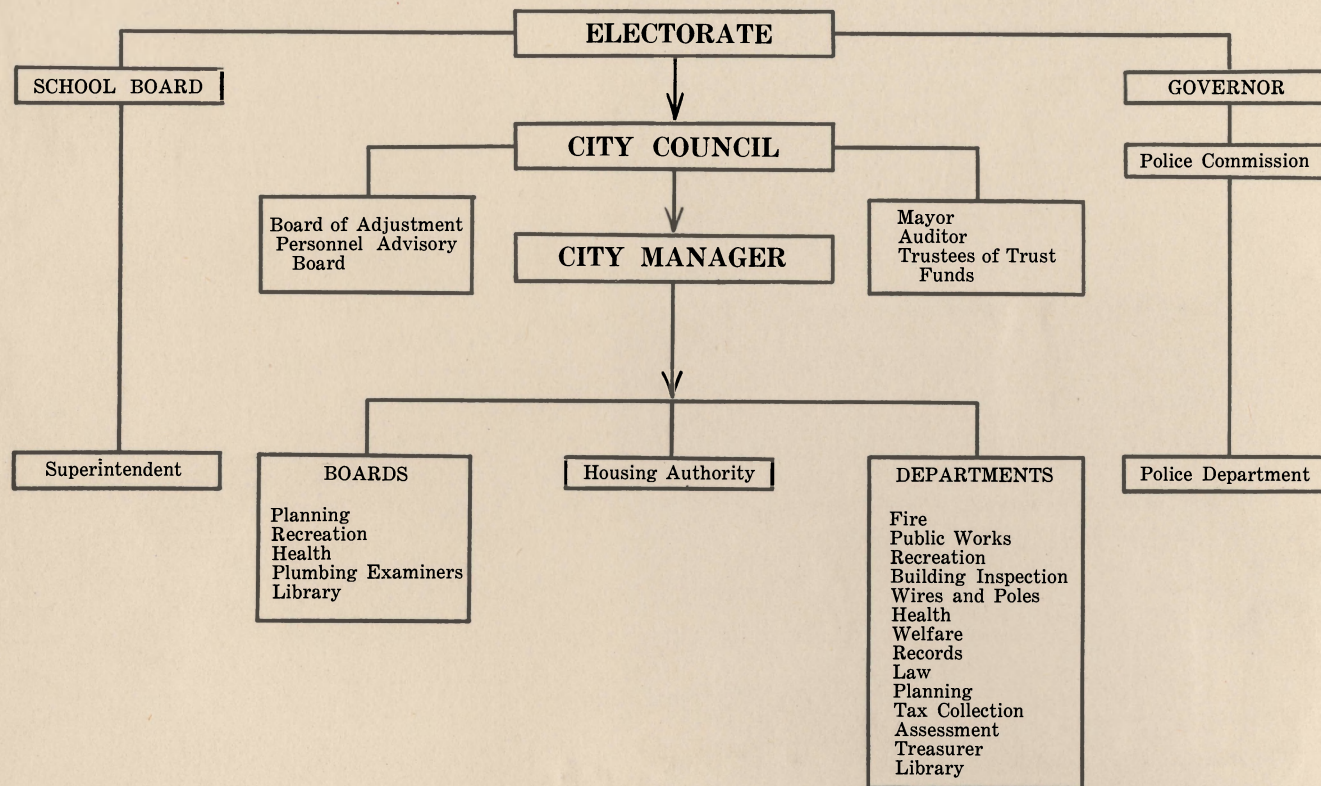 ELECTORATE
SCHOOL BOARD
GOVERNOR
CITY COUNCIL
Police Commission
Board of Adjustment
Personnel Advisory
Board
CITY MANAGER
Mayor
Auditor
Trustees of Trust
Funds
Superintendent
BOARDS
Planning
Recreation
Health
Plumbing Examiners
Library
Housing Authority
DEPARTMENTS
Fire
Public Works
Recreation
Building Inspection
Wires and Poles
Health
Welfare
Records
Law
Planning
Tax Collection
Assessment
Treasurer
Library
Police Department